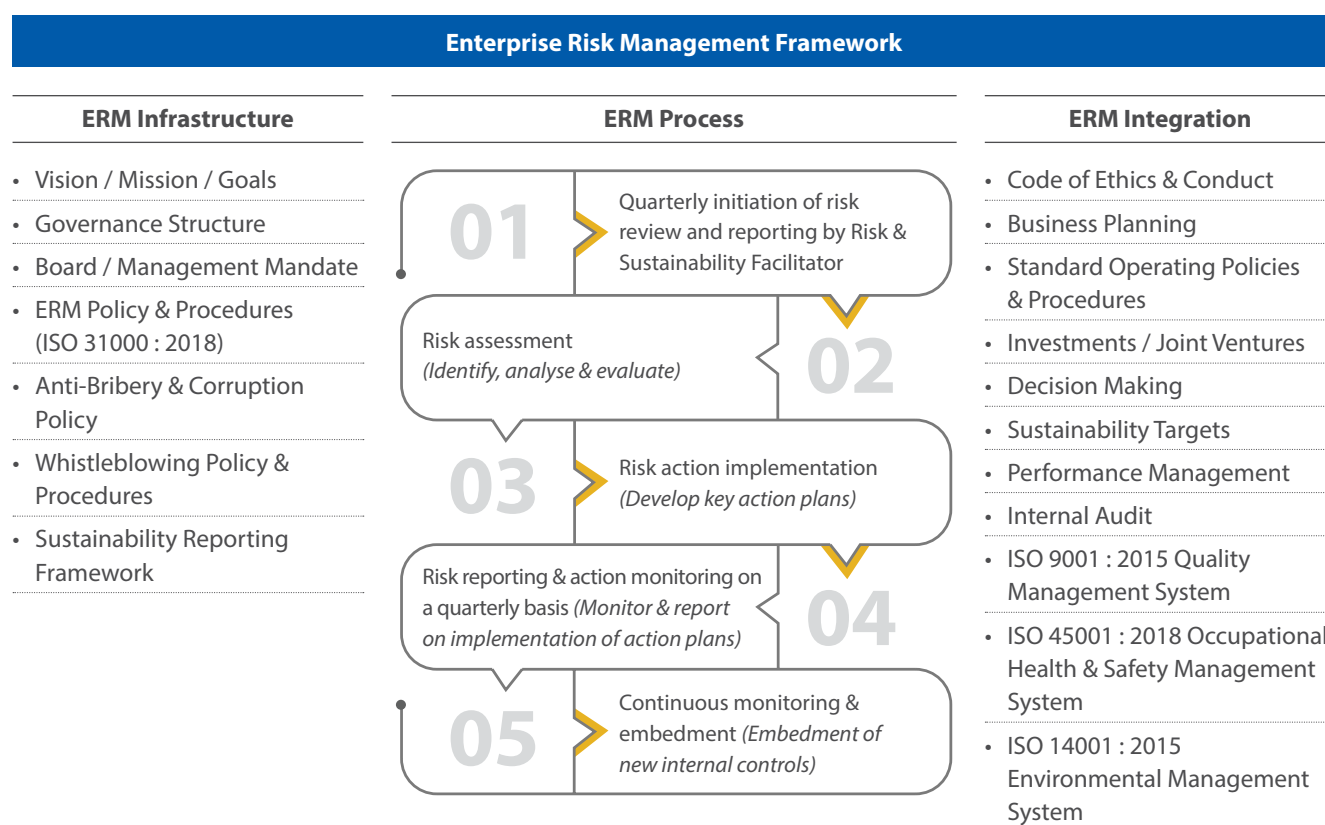 Enterprise Risk Management Framework
ERM Infrastructure
• Vision / Mission / Goals
• Governance Structure
• Board / Management Mandate
• ERM Policy & Procedures
(ISO 31000 : 2018)
• Anti-Bribery & Corruption
Policy
• Whistleblowing Policy &
Procedures
• Sustainability Reporting
Framework
ERM Process
01
Quarterly initiation of risk
review and reporting by Risk &
Sustainability Facilitator
Risk assessment
(Identify, analyse & evaluate)
02
03
Risk action implementation
(Develop key action plans)
Risk reporting & action monitoring on
a quarterly basis (Monitor & report
on implementation of action plans)
04
05
Continuous monitoring &
embedment (Embedment of
new internal controls)
ERM Integration
• Code of Ethics & Conduct
• Business Planning
• Standard Operating Policies
& Procedures
• Investments / Joint Ventures
• Decision Making
• Sustainability Targets
• Performance Management
• Internal Audit
• ISO 9001 : 2015 Quality
Management System
• ISO 45001 : 2018 Occupational
Health & Safety Management
System
• ISO 14001 : 2015
Environmental Management
System